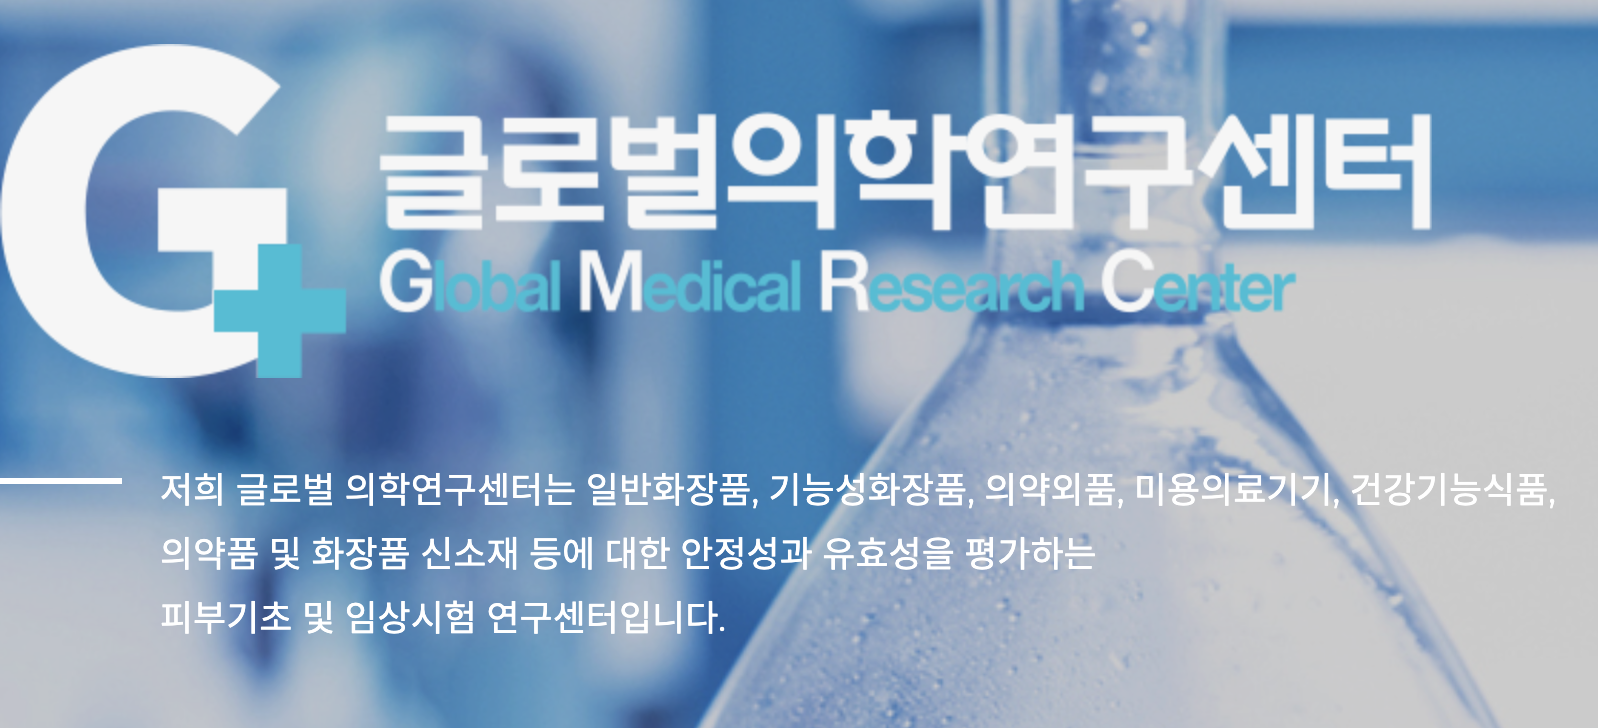 글로벌의학연구센터
Global Medical Research Center
저희 글로벌 의학연구센터는 일반화장품, 기능성화장품, 의약외품, 미용의료기기, 건강기능식품,
의약품 및 화장품 신소재 등에 대한 안정성과 유효성을 평가하는
피부기초 및 임상시험 연구센터입니다.